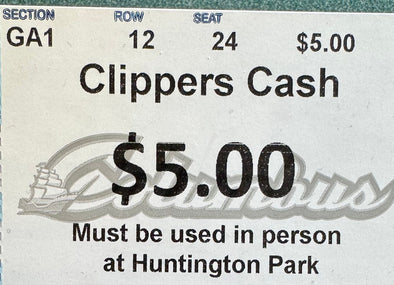 SECTION ROW SEAT
GA1 12 24 $5.00
Clippers Cash
Columbus
$5.00
Must be used in person
at Huntington Park